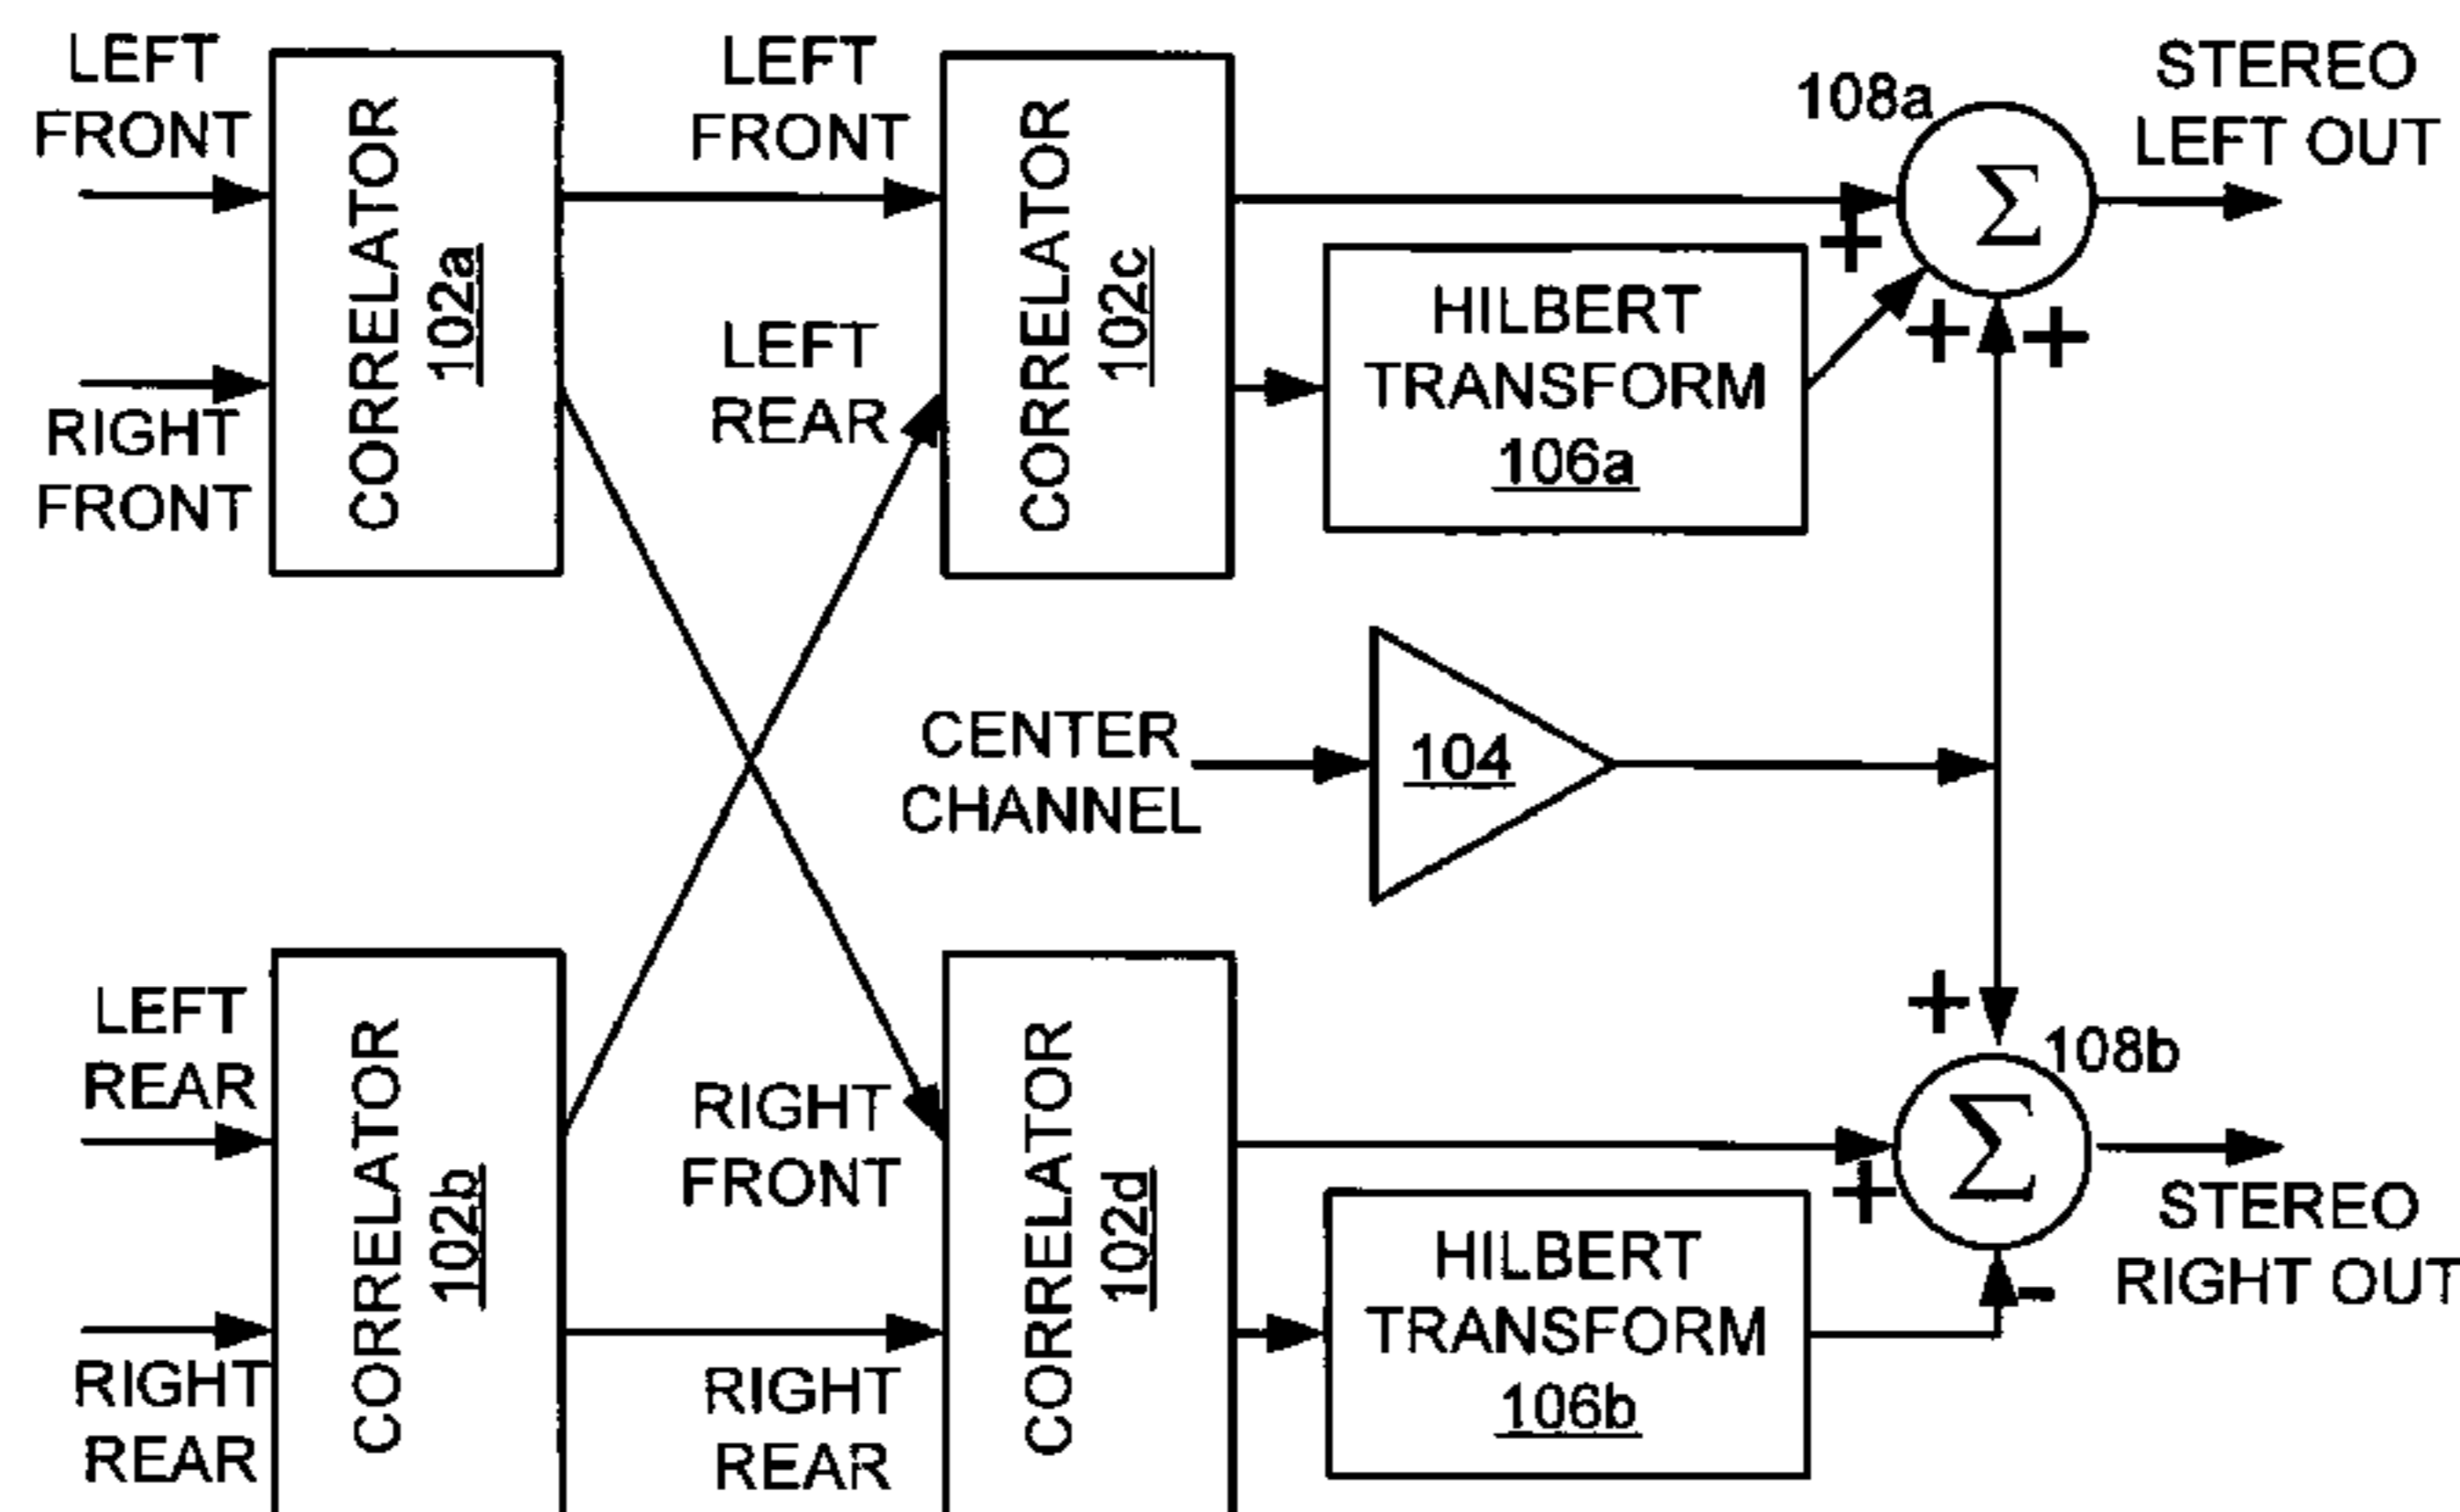 LEFT
FRONT
RIGHT
FRONT
CORRELATOR
102a
LEFT
FRONT
LEFT
REAR
CORRELATOR
102c
HILBERT
TRANSFORM
106a
108a
Σ
+
+
+
STEREO
LEFT OUT
CENTER
CHANNEL
104
LEFT
REAR
RIGHT
REAR
CORRELATOR
102b
RIGHT
FRONT
RIGHT
REAR
CORRELATOR
102d
HILBERT
TRANSFORM
106b
+
108b
Σ
+
-
STEREO
RIGHT OUT